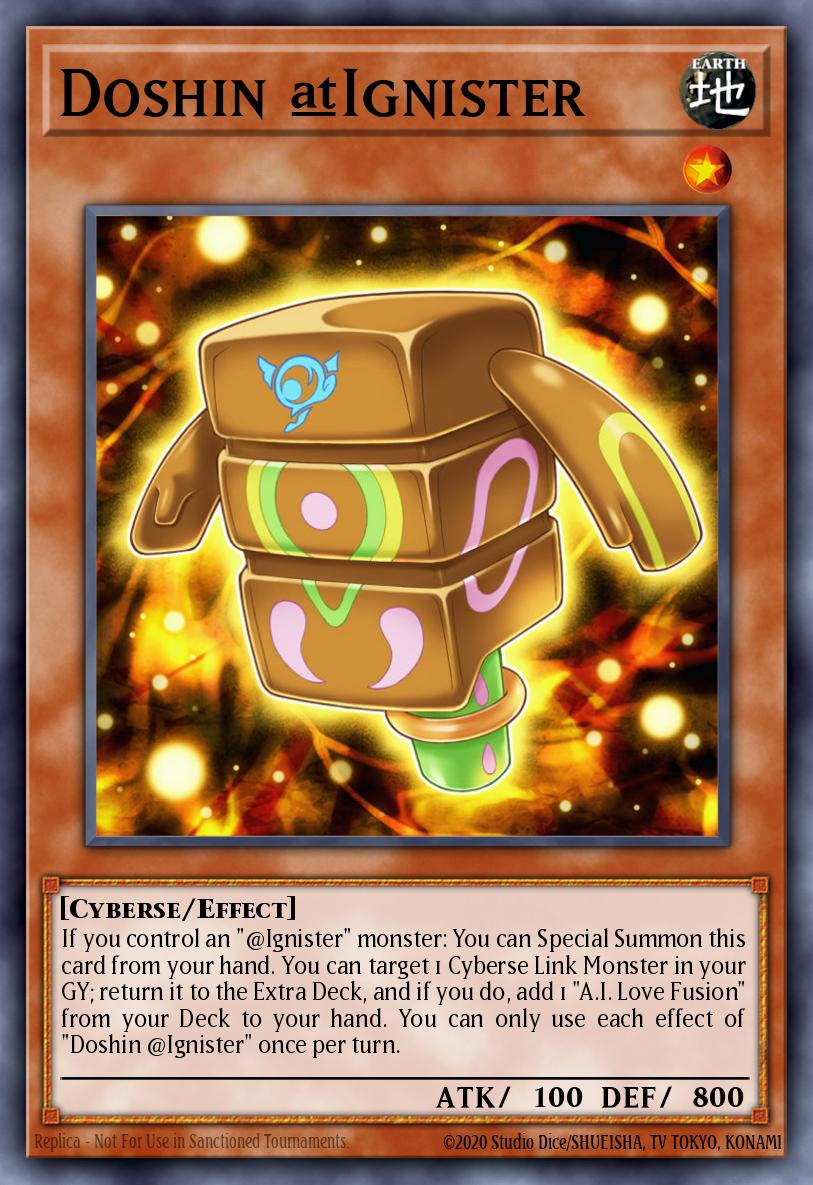 DOSHIN atIGNISTER
EARTH
地
[CYBERSE/EFFECT]
If you control an "@Ignister" monster: You can Special Summon this
card from your hand. You can target 1 Cyberse Link Monster in your
GY; return it to the Extra Deck, and if you do, add 1 "A.I. Love Fusion"
from your Deck to your hand. You can only use each effect of
"Doshin @Ignister" once per turn.
ATK/ 100 DEF/ 800
Replica - Not For Use in Sanctioned Tournaments.
©2020 Studio Dice/SHUEISHA, TV TOKYO, KONAMI